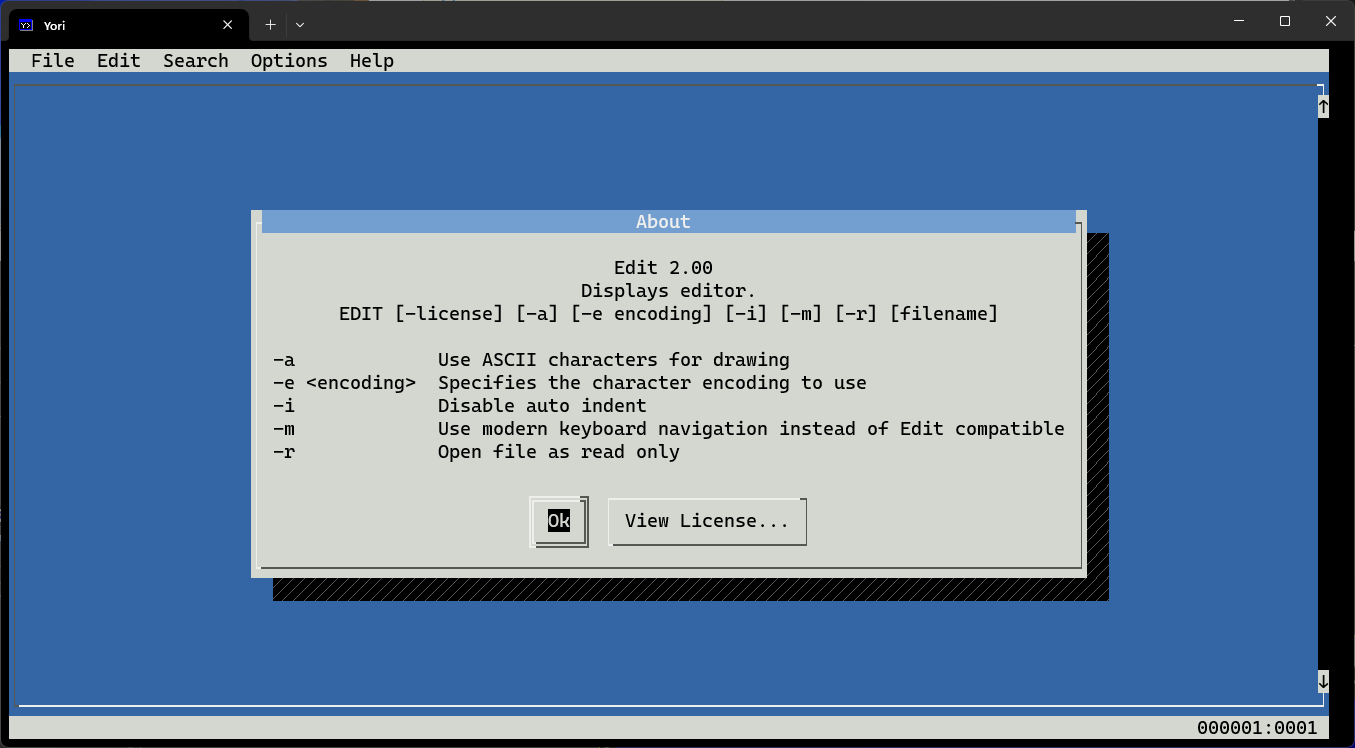 Yori
File Edit Search Options Help
↑
About
Edit 2.00
Displays editor.
EDIT [-license] [-a] [-e encoding] [-i] [-m] [-r] [filename]
-a Use ASCII characters for drawing
-e <encoding> Specifies the character encoding to use
-i Disable auto indent
-m Use modern keyboard navigation instead of Edit compatible
-r Open file as read only
Ok View License...
↓
000001:0001